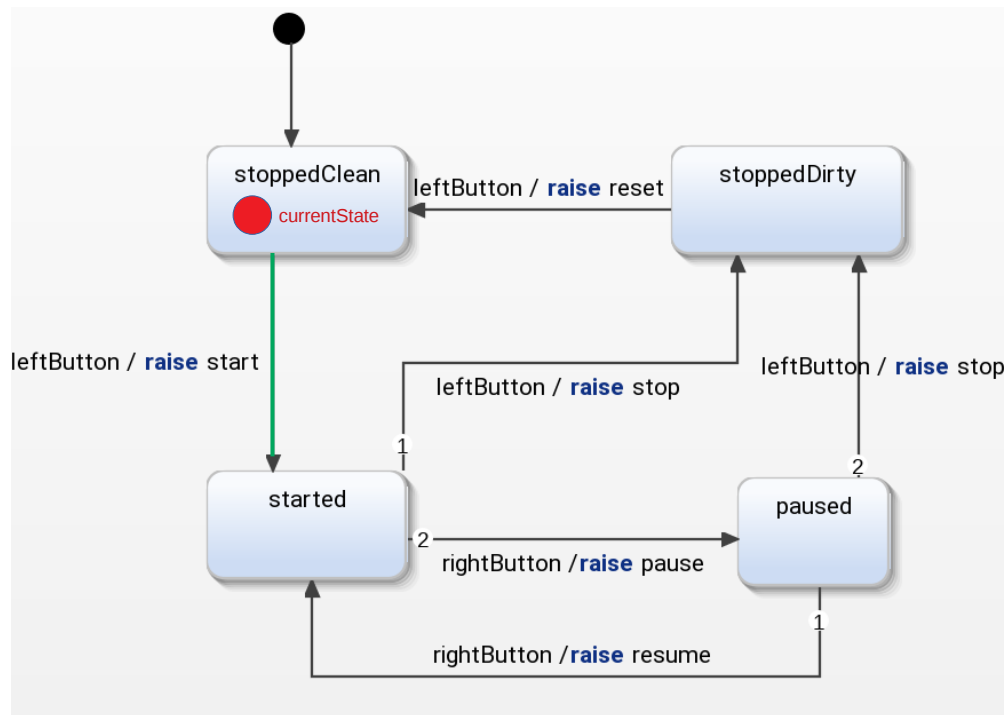 stoppedClean
currentState
leftButton / raise reset
stoppedDirty
leftButton / raise start
leftButton / raise stop
leftButton / raise stop
1
2
started
2
rightButton /raise pause
paused
1
rightButton /raise resume